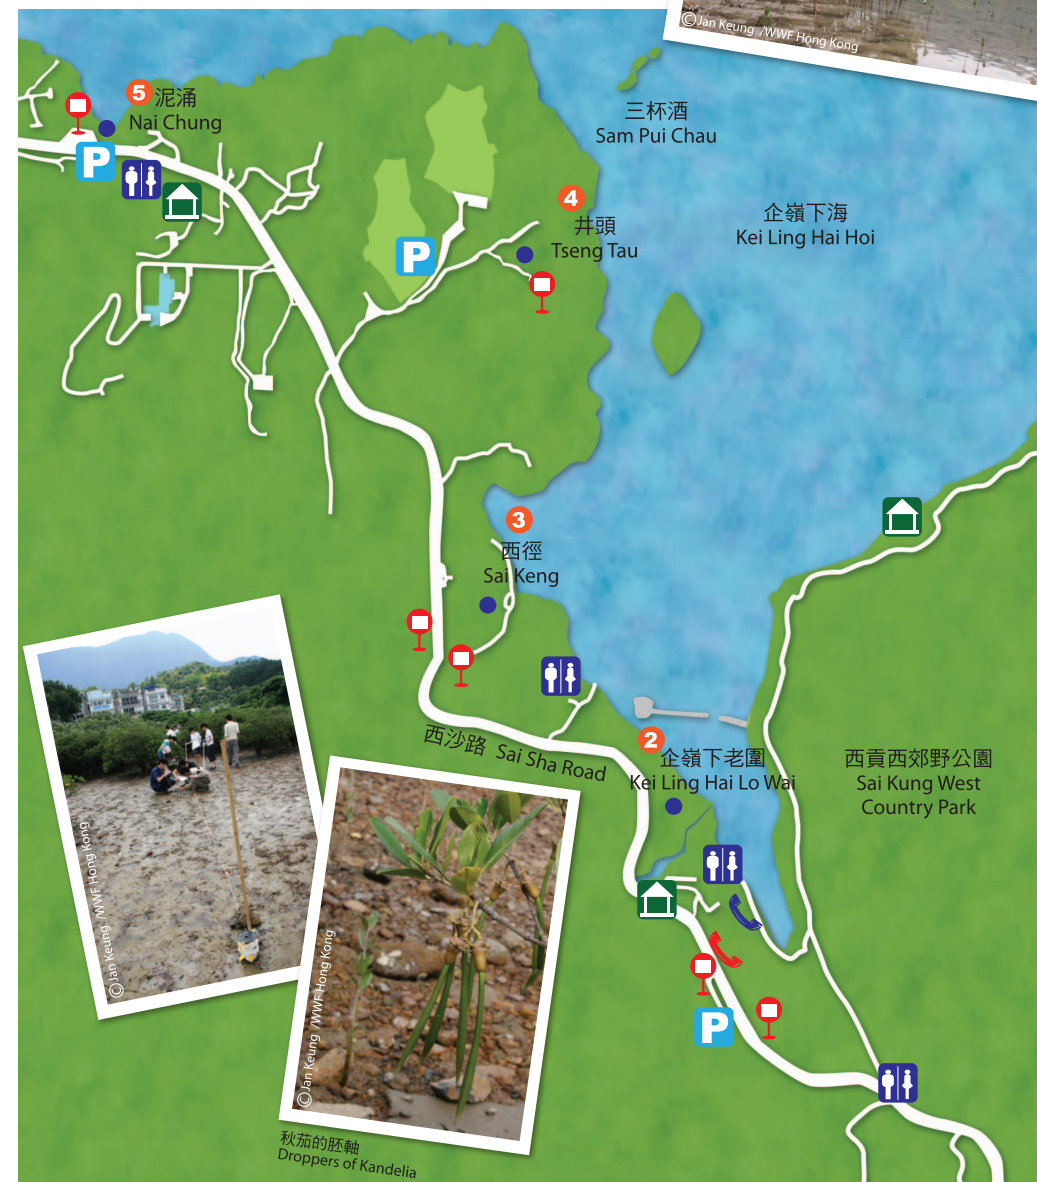 ©Jan Keung /WWF Hong Kong
5
泥涌
Nai Chung
P
三杯酒
Sam Pui Chau
企嶺下海
Kei Ling Hai Hoi
4
井頭
Tseng Tau
P
3
西徑
Sai Keng
西沙路 Sai Sha Road
2
企嶺下老圍
Kei Ling Hai Lo Wai
西貢西郊野公園
Sai Kung West
Country Park
P
©Jan Keung /WWF Hong Kong
©Jan Keung /WWF Hong Kong
秋茄的胚軸
Droppers of Kandelia